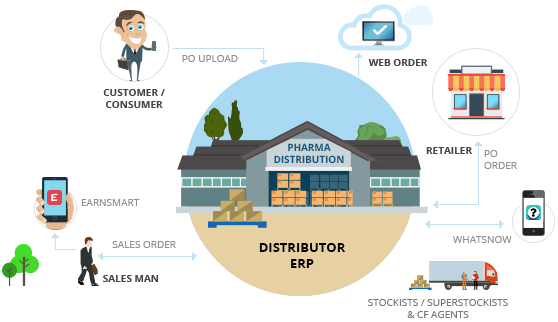 PO UPLOAD
WEB ORDER
CUSTOMER /
CONSUMER
PHARMA
DISTRIBUTION
RETAILER
PO
ORDER
E
EARNSMART
?
SALES ORDER
WHATSNOW
DISTRIBUTOR
ERP
SALES MAN
STOCKISTS / SUPERSTOCKISTS
& CF AGENTS